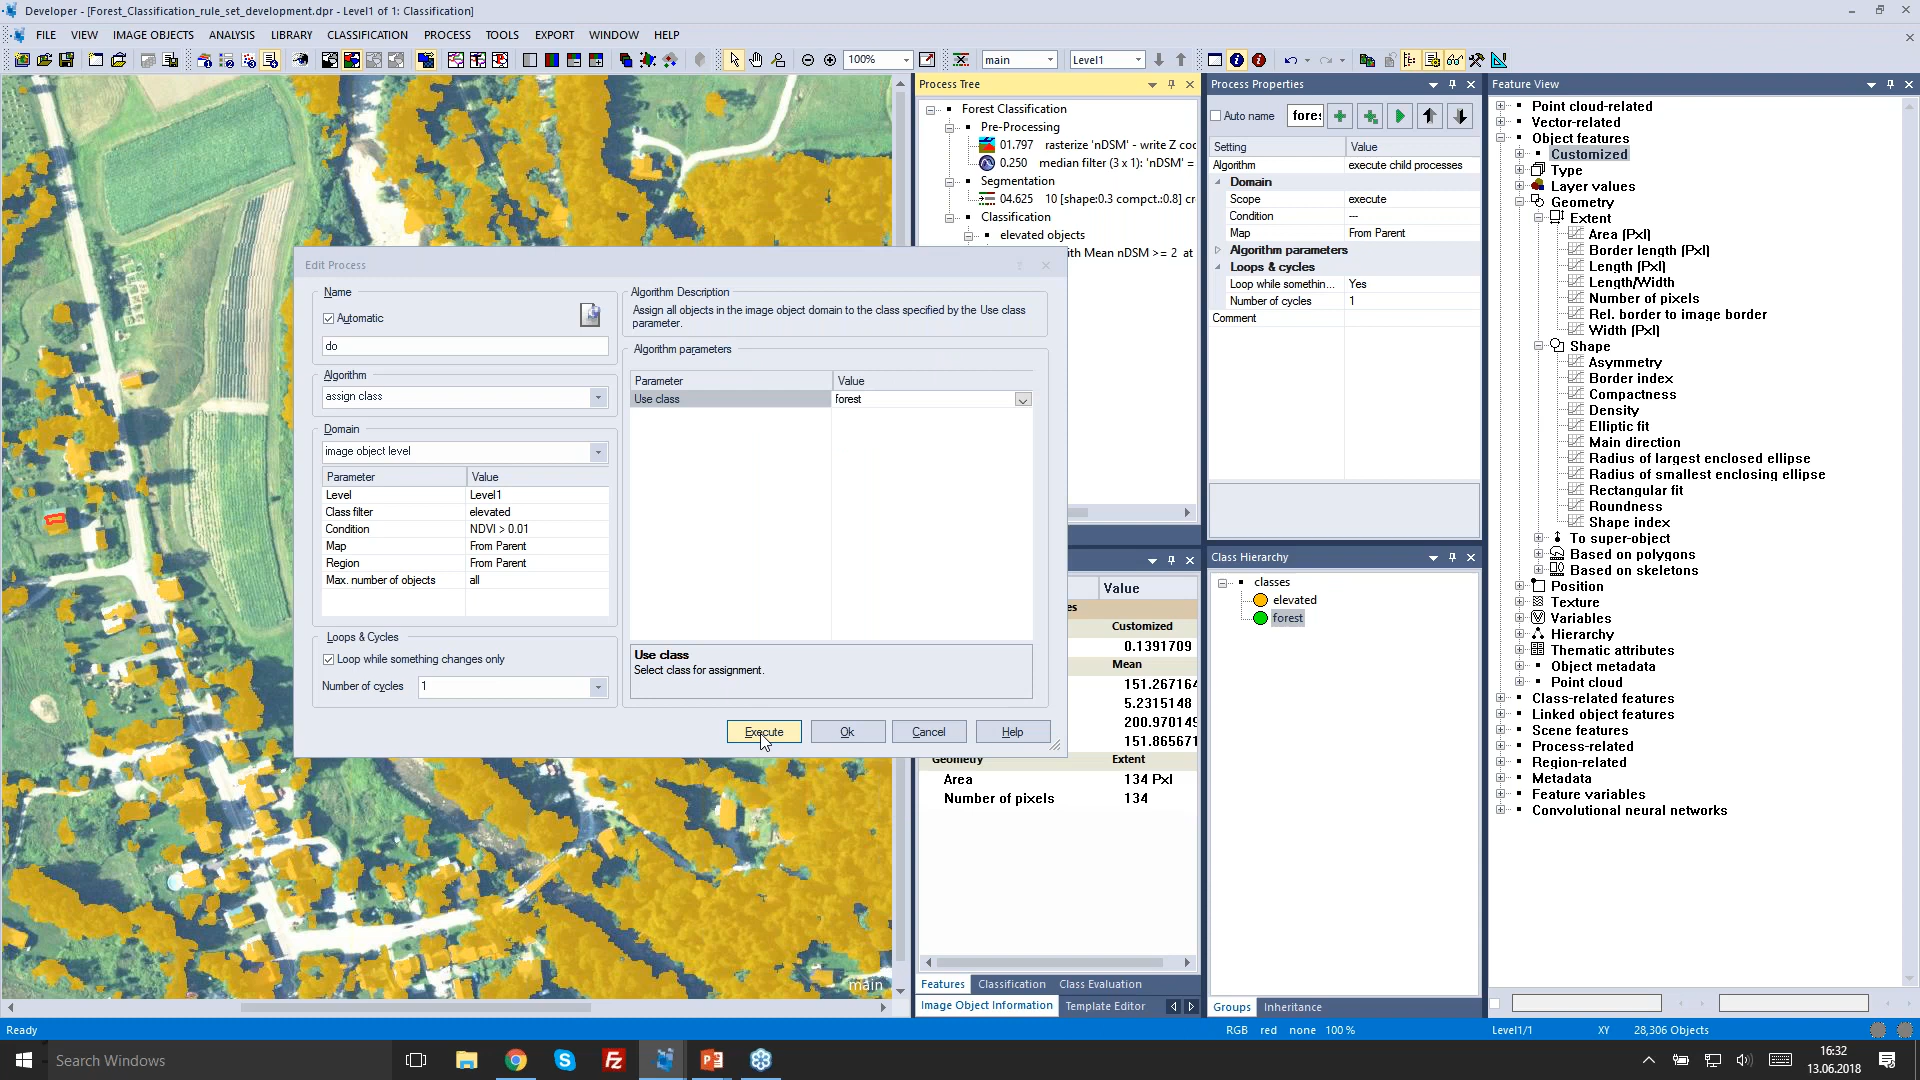 Developer - [Forest_Classification_rule_set_development.dpr - Level1 of 1: Classification]
FILE VIEW IMAGE OBJECTS ANALYSIS LIBRARY CLASSIFICATION PROCESS TOOLS EXPORT WINDOW HELP
100% main Level1
Process Tree
Forest Classification
Pre-Processing
01.797 rasterize 'nDSM' - write Z coo
0.250 median filter (3 x 1): 'nDSM' =
Segmentation
04.625 10 [shape:0.3 compct.:0.8] cr
Classification
elevated objects
ith Mean nDSM >= 2 at
Process Properties
Auto name
Setting Value
Algorithm execute child processes
Domain
Scope execute
Condition ---
Map From Parent
Algorithm parameters
Loops & cycles
Loop while somethin... Yes
Number of cycles 1
Comment
Feature View
Point cloud-related
Vector-related
Object features
Customized
Type
Layer values
Geometry
Extent
Area (Pxl)
Border length (Pxl)
Length (Pxl)
Length/Width
Number of pixels
Rel. border to image border
Width (Pxl)
Shape
Asymmetry
Border index
Compactness
Density
Elliptic fit
Main direction
Radius of largest enclosed ellipse
Radius of smallest enclosing ellipse
Rectangular fit
Roundness
Shape index
To super-object
Based on polygons
Based on skeletons
Position
Texture
Variables
Hierarchy
Thematic attributes
Object metadata
Point cloud
Class-related features
Linked object features
Scene features
Process-related
Region-related
Metadata
Feature variables
Convolutional neural networks
Edit Process
Name
Automatic
do
Algorithm
assign class
Domain
image object level
Parameter Value
Level Level1
Class filter elevated
Condition NDVI > 0.01
Map From Parent
Region From Parent
Max. number of objects all
Loops & Cycles
Loop while something changes only
Number of cycles 1
Algorithm Description
Assign all objects in the image object domain to the class specified by the Use class
parameter.
Algorithm parameters
Parameter Value
Use class forest
Use class
Select class for assignment.
Execute Ok Cancel Help
Value
es
Customized
0.1391709
Mean
151.267164
5.2315148
200.970149
151.865671
Geometry Extent
Area 134 Pxl
Number of pixels 134
Features Classification Class Evaluation
Image Object Information Template Editor
Class Hierarchy
classes
elevated
forest
Groups Inheritance
main
Ready RGB red none 100 % Level1/1 XY 28,306 Objects
Search Windows
16:32
13.06.2018